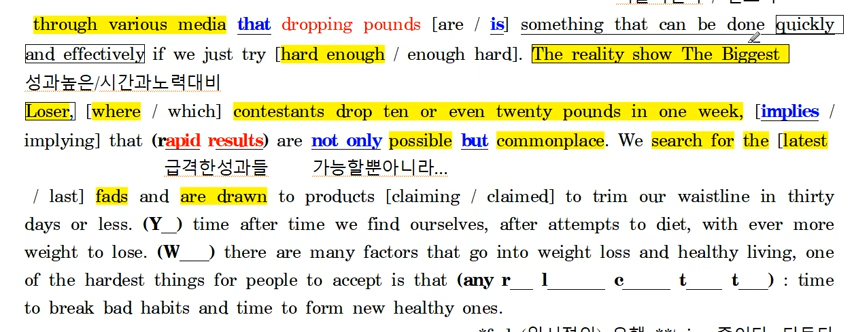 through various media that dropping pounds [are / is] something that can be done quickly
and effectively if we just try [hard enough / enough hard]. The reality show The Biggest
성과높은/시간과노력대비
Loser, [where / which] contestants drop ten or even twenty pounds in one week, [implies /
implying] that (rapid results) are not only possible but commonplace. We search for the [latest
급격한성과들 가능할뿐아니라...
/ last] fads and are drawn to products [claiming / claimed] to trim our waistline in thirty
days or less. (Y__) time after time we find ourselves, after attempts to diet, with ever more
weight to lose. (W___) there are many factors that go into weight loss and healthy living, one
of the hardest things for people to accept is that (any r__ l_____ c____ t___ t__) : time
to break bad habits and time to form new healthy ones.